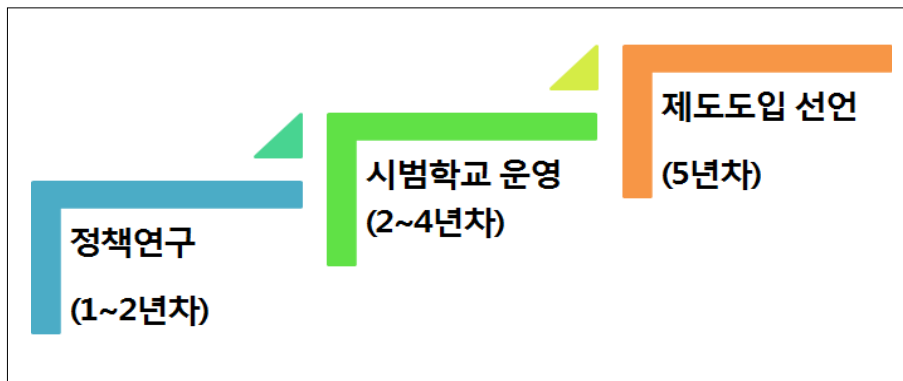 정책연구
(1~2년차)
시범학교 운영
(2~4년차)
제도도입 선언
(5년차)